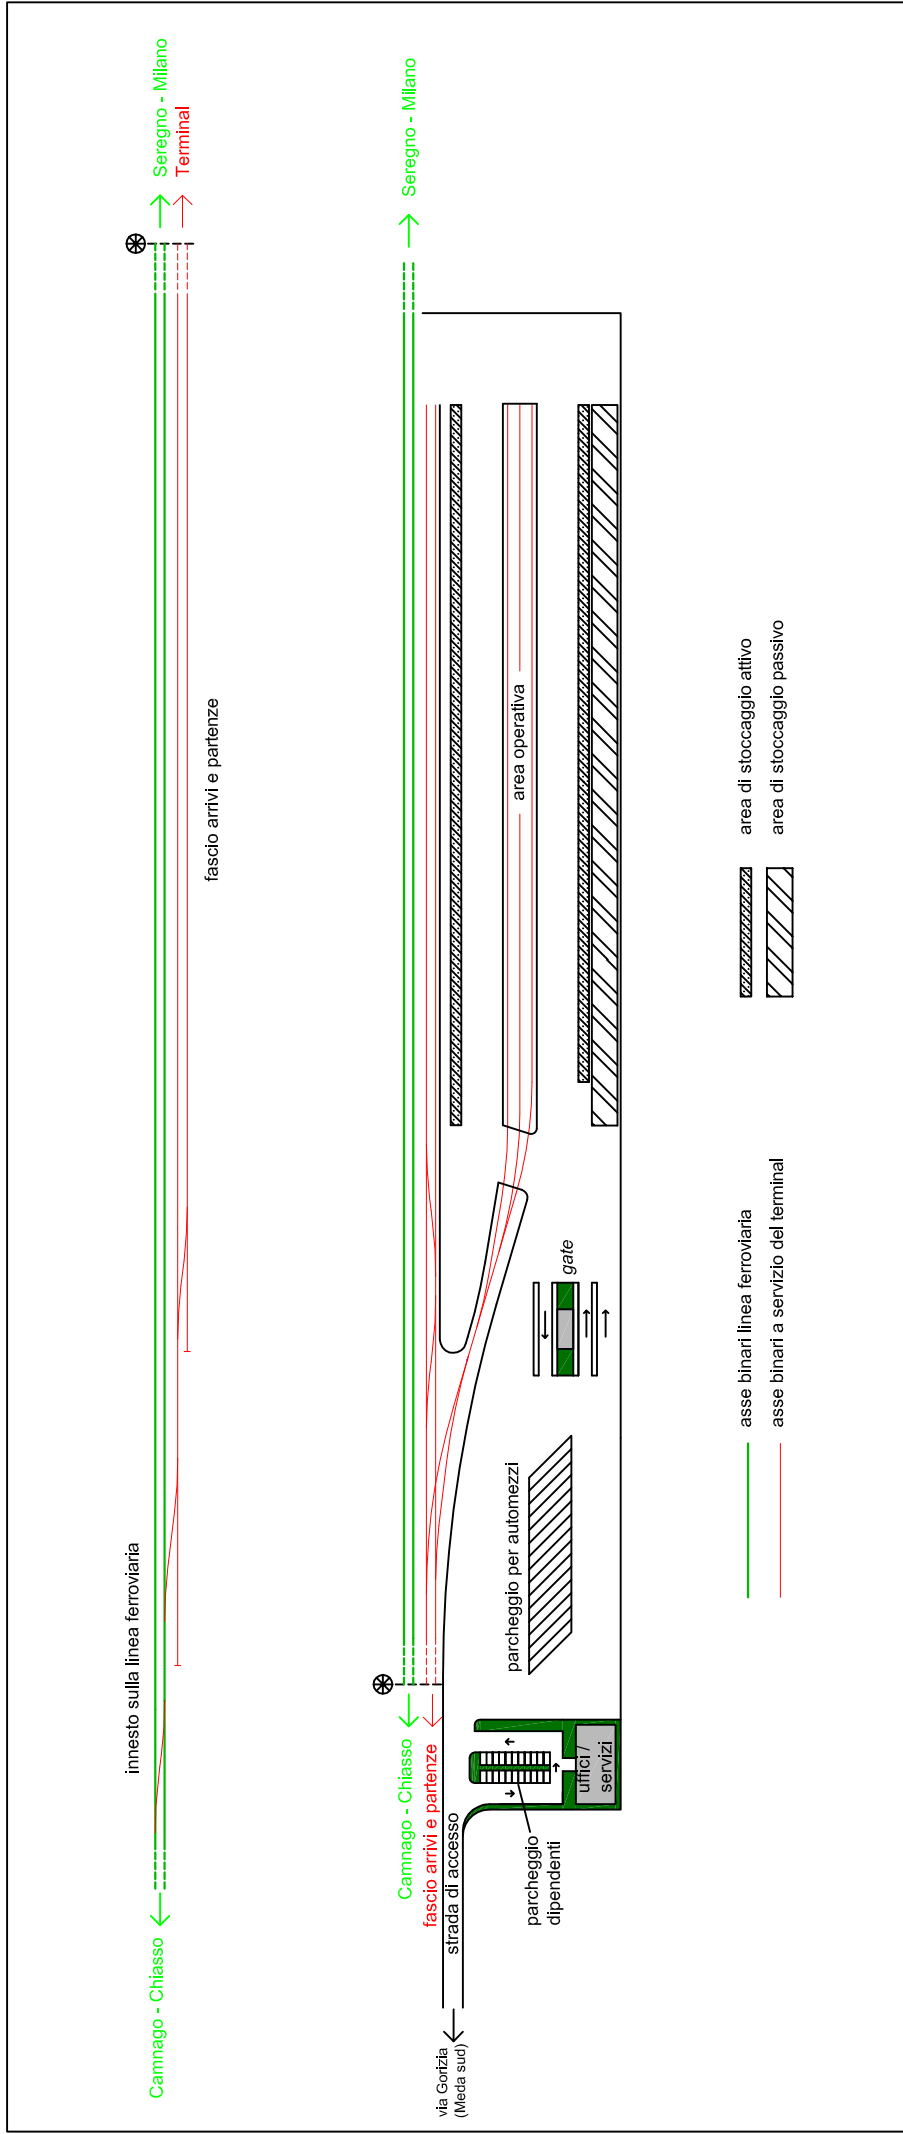 Camnago - Chiasso
innesto sulla linea ferroviaria
fascio arrivi e partenze
Seregno - Milano
Terminal
Camnago - Chiasso
fascio arrivi e partenze
strada di accesso
via Gorizia
(Meda sud)
parcheggio
dipendenti
uffici /
servizi
parcheggio per automezzi
gate
area operativa
Seregno - Milano
asse binari linea ferroviaria
asse binari a servizio del terminal
area di stoccaggio attivo
area di stoccaggio passivo